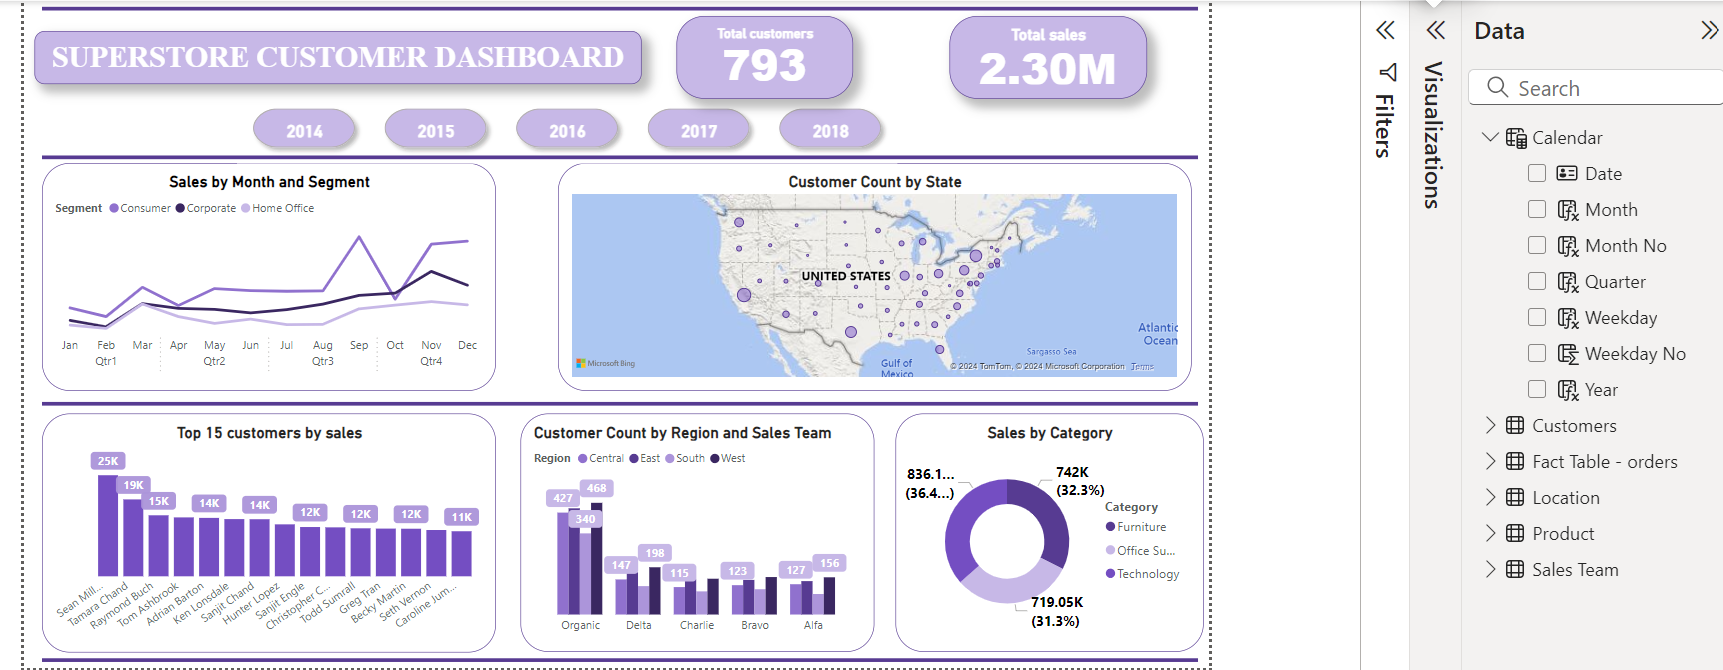 SUPERSTORE CUSTOMER DASHBOARD
Total customers
793
Total sales
2.30M
2014 2015 2016 2017 2018
Sales by Month and Segment
Segment Consumer Corporate Home Office
Jan Feb Mar Apr May Jun Jul Aug Sep Oct Nov Dec
Qtr1 Qtr2 Qtr3 Qtr4
Customer Count by State
UNITED STATES
Atlantic
Ocean
Sargasso Sea
Gulf of
Mexico
Microsoft Bing
© 2024 TomTom, © 2024 Microsoft Corporation Terms
Top 15 customers by sales
25K
19K
15K
14K
14K
12K
12K
12K
11K
Sean Mill...
Tamara Chand
Raymond Buch
Tom Ashbrook
Adrian Barton
Ken Lonsdale
Sanjit Chand
Hunter Lopez
Sanjit Engle
Christopher C...
Todd Sumrall
Greg Tran
Becky Martin
Seth Vernon
Caroline Jum...
Customer Count by Region and Sales Team
Region Central East South West
427
468
340
147
198
115
123
127
156
Organic Delta Charlie Bravo Alfa
Sales by Category
836.1...
(36.4...)
742K
(32.3%)
719.05K
(31.3%)
Category
Furniture
Office Su...
Technology
Filters
Visualizations
Data
Search
Calendar
Date
Month
Month No
Quarter
Weekday
Weekday No
Year
Customers
Fact Table - orders
Location
Product
Sales Team